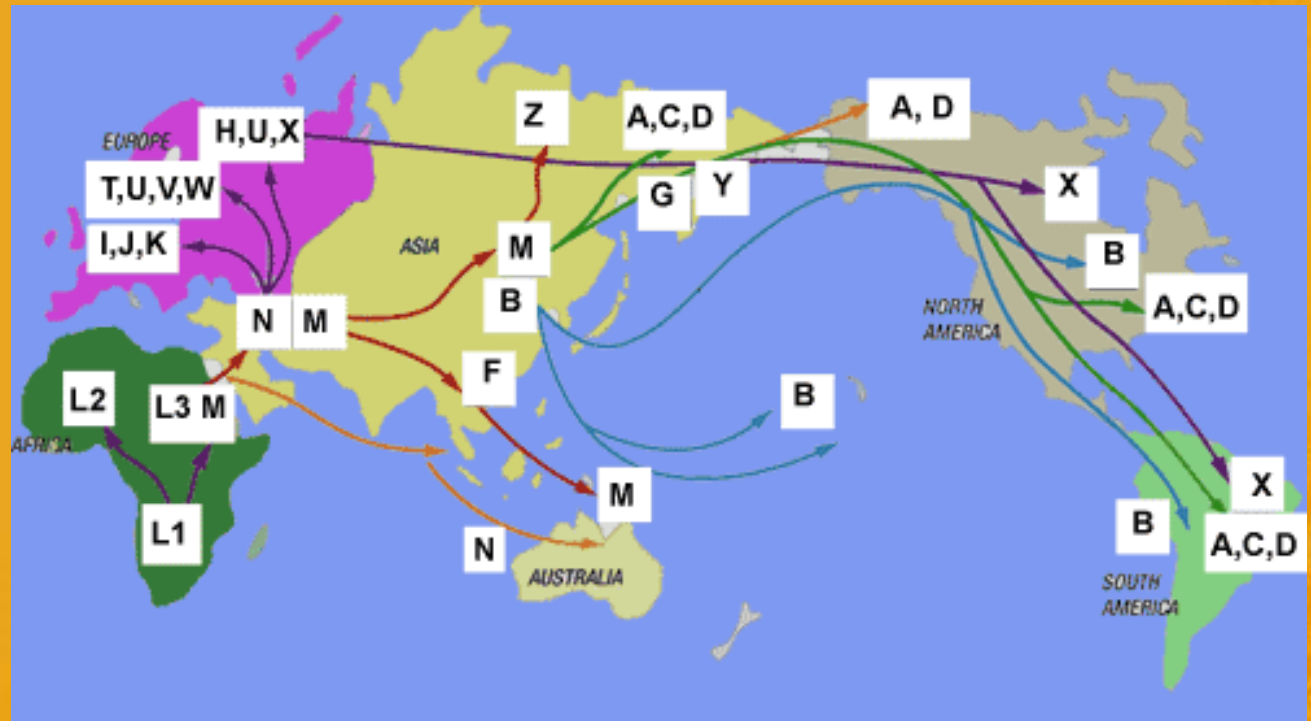 Z
A,C,D
A, D
EUROPE
H,U,X
T,U,V,W
G
Y
X
I,J,K
ASIA
M
B
B
N
M
A,C,D
NORTH
AMERICA
F
B
L2
L3 M
AFRICA
M
X
L1
B
N
A,C,D
AUSTRALIA
SOUTH
AMERICA